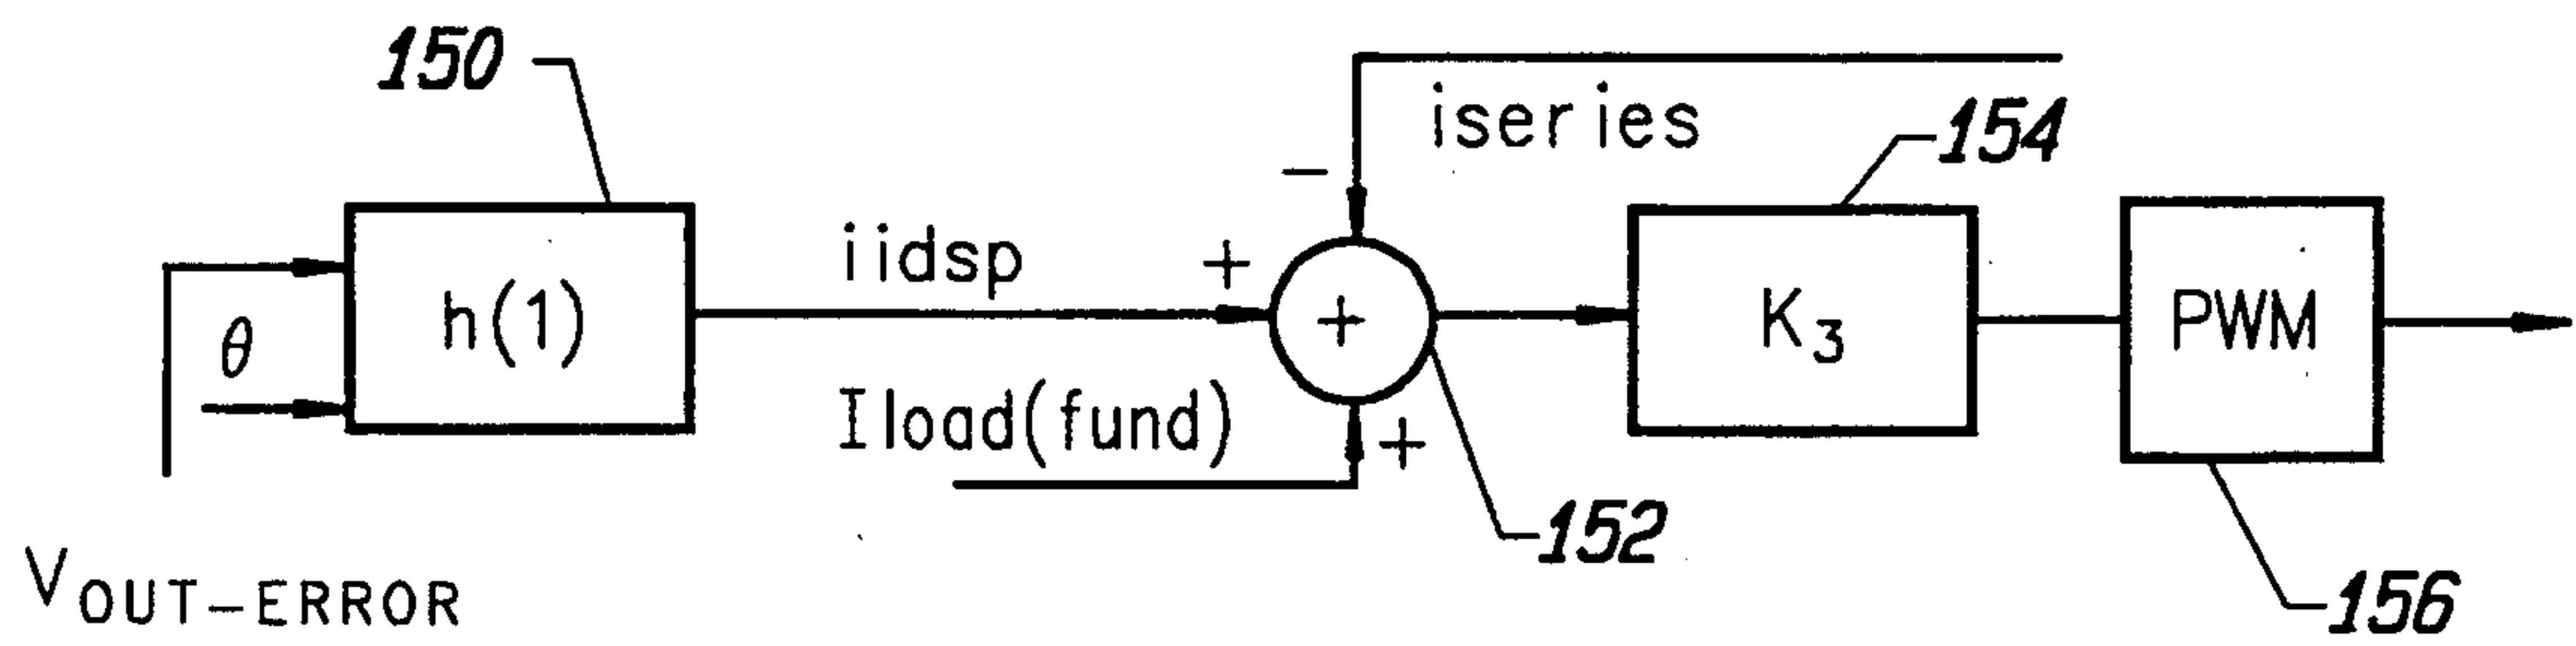 150
iseries
154
-
iidsp
+
h(1)
θ
+
K3
PWM
Iload(fund)
+
152
VOUT-ERROR
156